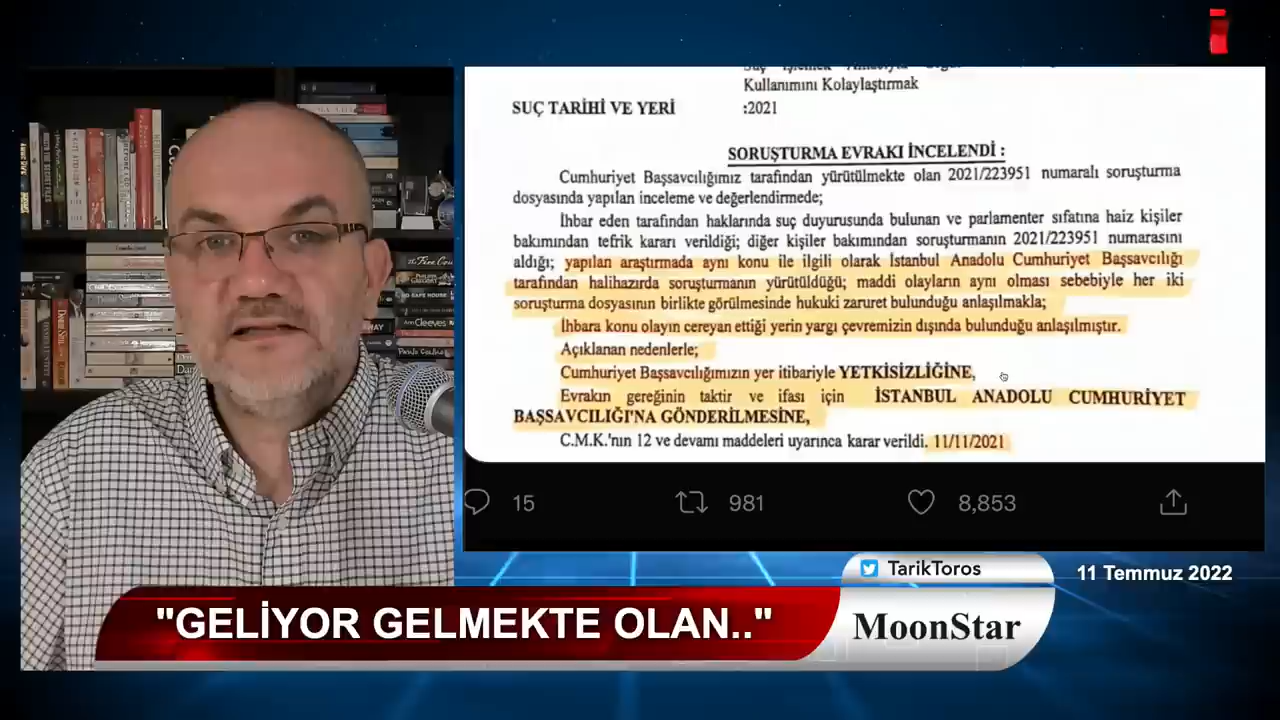 Kullanımını Kolaylaştırmak
SUÇ TARİHİ VE YERİ :2021
SORUŞTURMA EVRAKI İNCELENDİ :
Cumhuriyet Başsavcılığımız tarafından yürütülmekte olan 2021/223951 numaralı soruşturma
dosyasında yapılan inceleme ve değerlendirmede;
İhbar eden tarafından haklarında suç duyurusunda bulunan ve parlamenter sıfatına haiz kişiler
bakımından tefrik kararı verildiği; diğer kişiler bakımından soruşturmanın 2021/223951 numarasını
aldığı; yapılan araştırmada aynı konu ile ilgili olarak İstanbul Anadolu Cumhuriyet Başsavcılığı
tarafından halihazırda soruşturmanın yürütüldüğü; maddi olayların aynı olması sebebiyle her iki
soruşturma dosyasının birlikte görülmesinde hukuki zaruret bulunduğu anlaşılmakla;
İhbara konu olayın cereyan ettiği yerin yargı çevremizin dışında bulunduğu anlaşılmıştır.
Açıklanan nedenlerle;
Cumhuriyet Başsavcılığımızın yer itibariyle YETKİSİZLİĞİNE,
Evrakın gereğinin taktir ve ifası için İSTANBUL ANADOLU CUMHURİYET
BAŞSAVCILIĞI'NA GÖNDERİLMESİNE,
C.M.K.'nın 12 ve devamı maddeleri uyarınca karar verildi. 11/11/2021
15 981 8,853
TarikToros
11 Temmuz 2022
"GELİYOR GELMEKTE OLAN.."
MoonStar